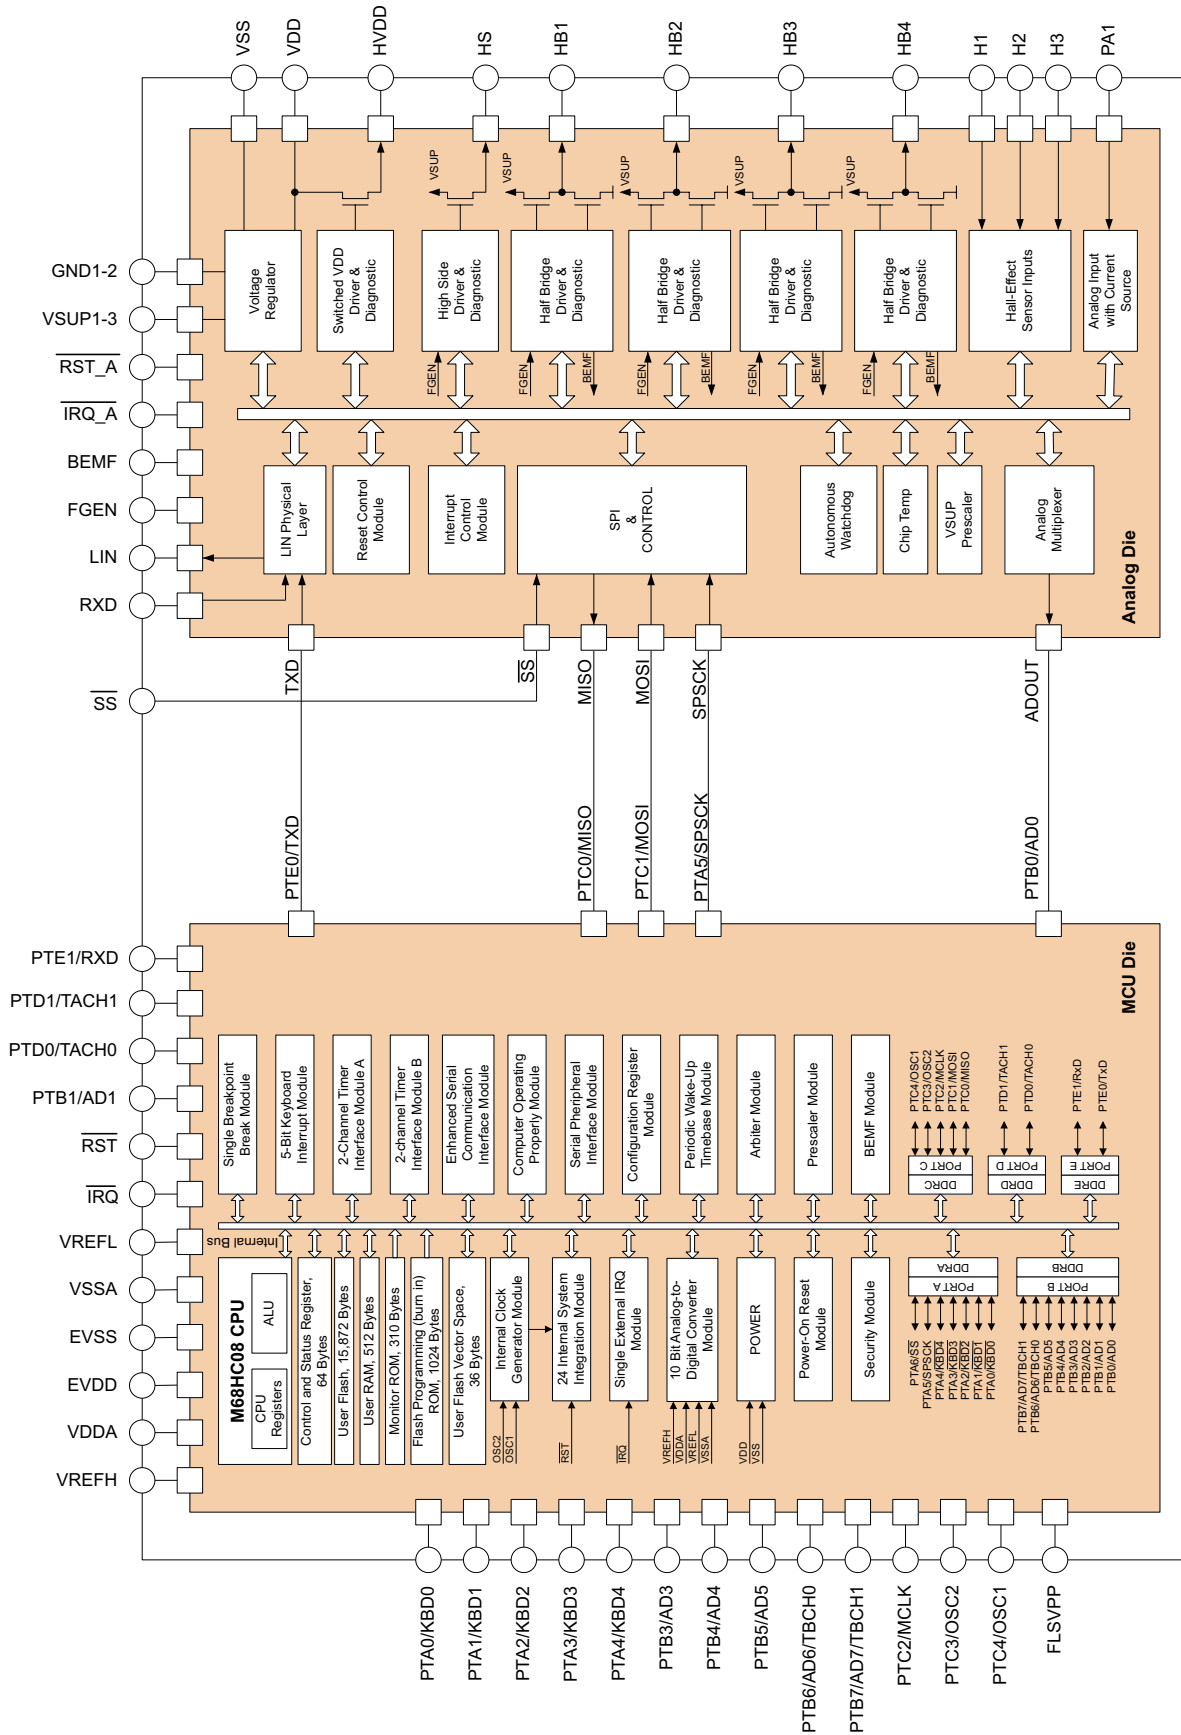 VSS
VDD
HVDD
HS
HB1
HB2
HB3
HB4
H1
H2
H3
PA1
GND1-2
VSUP1-3
RST_A
IRQ_A
BEMF
FGEN
LIN
RXD
SS
VSUP
VSUP
VSUP
VSUP
VSUP
Voltage
Regulator
Switched VDD
Driver &
Diagnostic
High Side
Driver &
Diagnostic
Half Bridge
Driver &
Diagnostic
Half Bridge
Driver &
Diagnostic
Half Bridge
Driver &
Diagnostic
Half Bridge
Driver &
Diagnostic
Hall-Effect
Sensor Inputs
Analog Input
with Current
Source
FGEN
FGEN
BEMF
FGEN
BEMF
FGEN
BEMF
FGEN
BEMF
LIN Physical
Layer
Reset Control
Module
Interrupt
Control
Module
SPI
&
CONTROL
Autonomous
Watchdog
Chip Temp
VSUP
Prescaler
Analog
Multiplexer
Analog Die
TXD
SS
MISO
MOSI
SPSCK
ADOUT
PTE0/TXD
PTC0/MISO
PTC1/MOSI
PTA5/SPSCK
PTB0/AD0
PTE1/RXD
PTD1/TACH1
PTD0/TACH0
PTB1/AD1
RST
IRQ
VREFL
VSSA
EVSS
EVDD
VDDA
VREFH
MCU Die
Single Breakpoint
Break Module
5-Bit Keyboard
Interrupt Module
2-Channel Timer
Interface Module A
2-channel Timer
Interface Module B
Enhanced Serial
Communication
Interface Module
Computer Operating
Properly Module
Serial Pheripheral
Interface Module
Configuration Register
Module
Periodic Wake-Up
Timebase Module
Arbiter Module
Prescaler Module
BEMF Module
PTC4/OSC1
PTC3/OSC2
PTC2/MCLK
PTC1/MOSI
PTC0/MISO
PORT C
DDRC
PTD1/TACH1
PTD0/TACH0
PORT D
DDRD
PTE1/RxD
PTE0/TxD
PORT E
DDRE
Internal Bus
M68HC08 CPU
CPU
Registers
ALU
Control and Status Register,
64 Bytes
User Flash, 15,872 Bytes
User RAM, 512 Bytes
Monitor ROM, 310 Bytes
Flash Programming (burn in)
ROM, 1024 Bytes
User Flash Vector Space,
36 Bytes
Internal Clock
Generator Module
24 Internal System
Integration Module
Single External IRQ
Module
10 Bit Analog-to-
Digital Converter
Module
POWER
Power-On Reset
Module
Security Module
DDRA
PORT A
DDRB
PORT B
OSC2
OSC1
RST
IRQ
VREFH
VDDA
VREFL
VSSA
VDD
VSS
PTA6/SS
PTA5/SPSCK
PTA4/KBD4
PTA3/KBD3
PTA2/KBD2
PTA1/KBD1
PTA0/KBD0
PTB7/AD7/TBCH1
PTB6/AD6/TBCH0
PTB5/AD5
PTB4/AD4
PTB3/AD3
PTB2/AD2
PTB1/AD1
PTB0/AD0
PTA0/KBD0
PTA1/KBD1
PTA2/KBD2
PTA3/KBD3
PTA4/KBD4
PTB3/AD3
PTB4/AD4
PTB5/AD5
PTB6/AD6/TBCH0
PTB7/AD7/TBCH1
PTC2/MCLK
PTC3/OSC2
PTC4/OSC1
FLSVPP